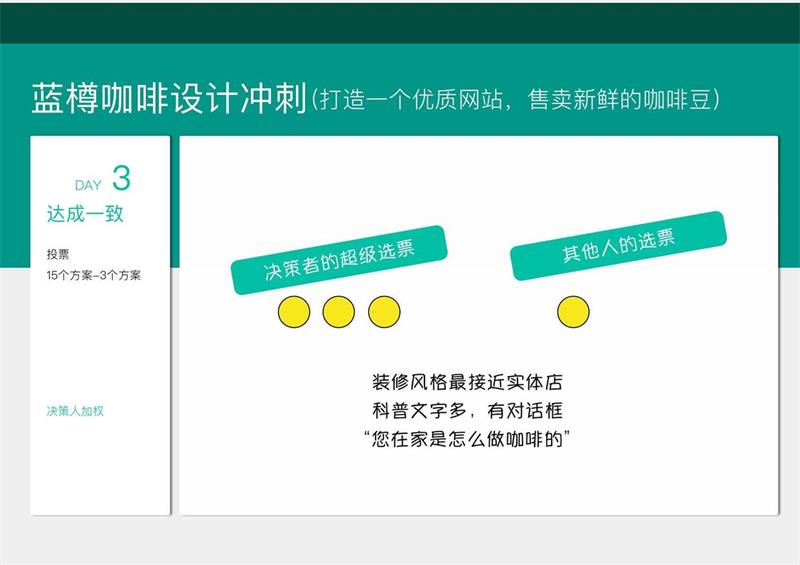 蓝樽咖啡设计冲刺(打造一个优质网站，售卖新鲜的咖啡豆)
DAY 3
达成一致
投票
15个方案-3个方案
决策人加权
决策者的超级选票
其他人的选票
装修风格最接近实体店
科普文字多，有对话框
“您在家是怎么做咖啡的”